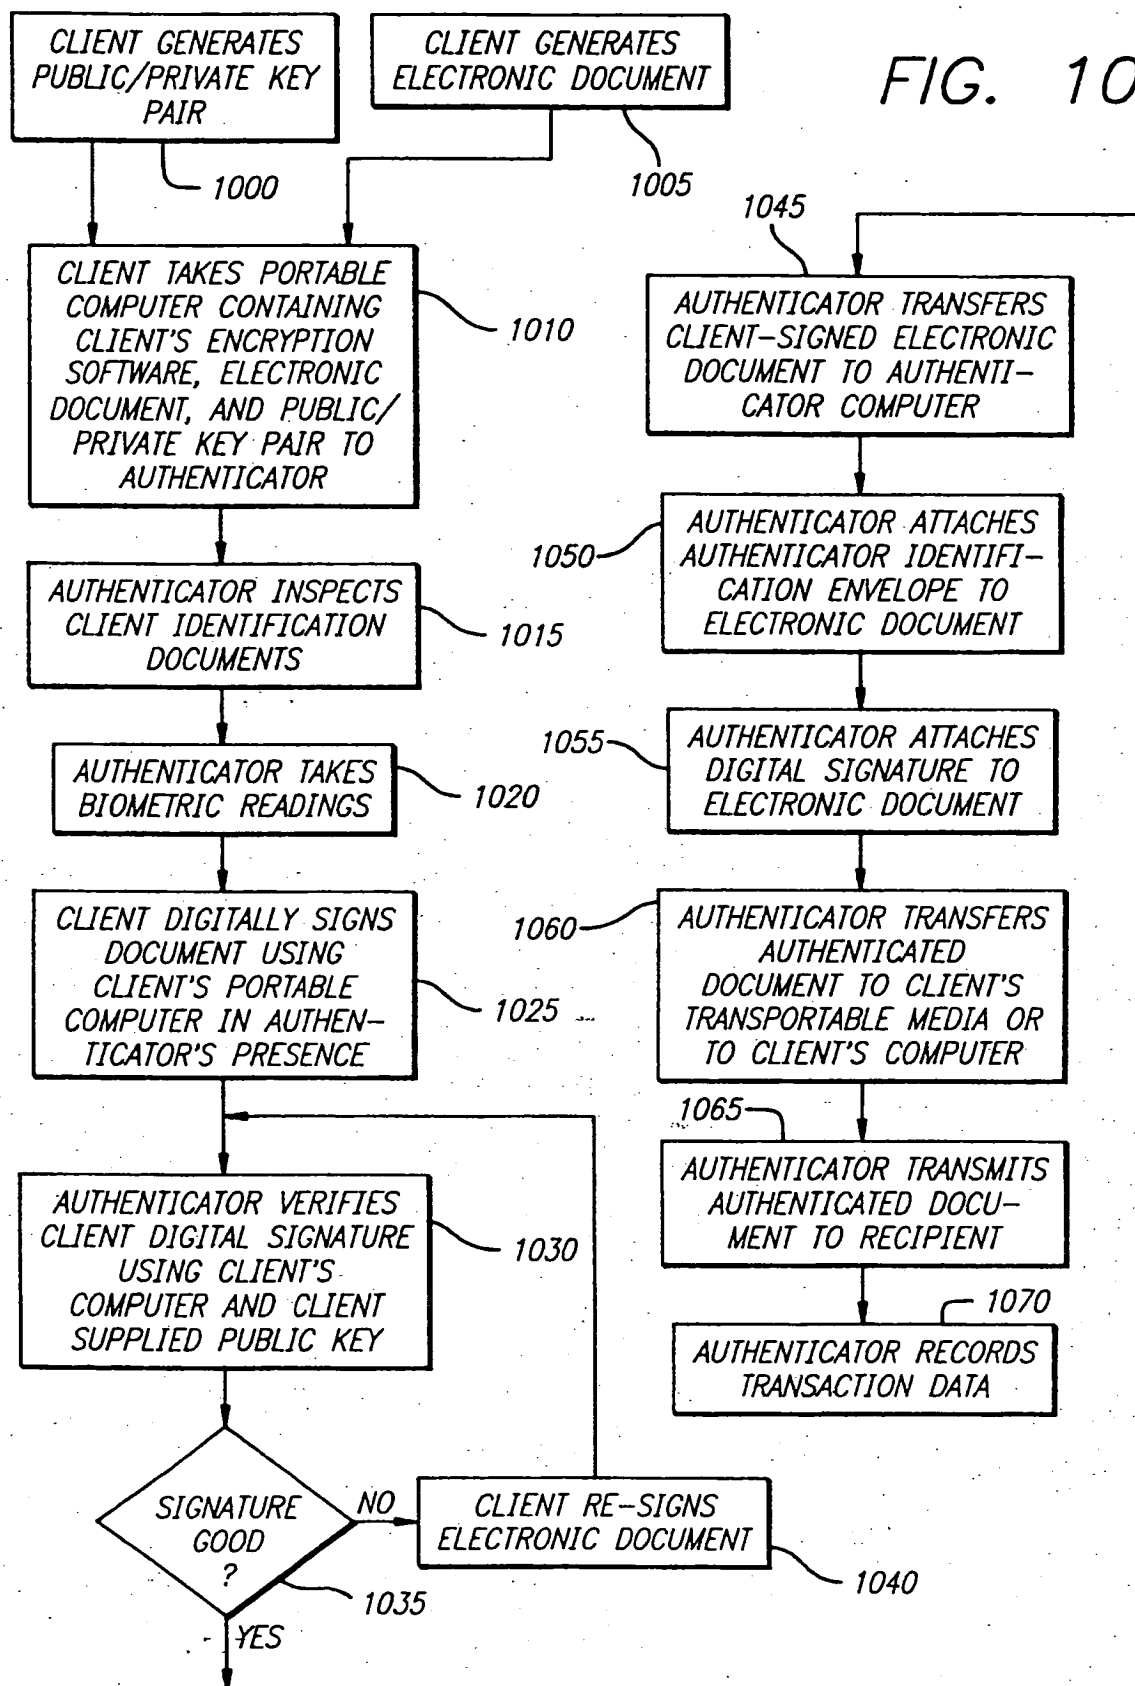 FIG. 10
CLIENT GENERATES
PUBLIC/PRIVATE KEY
PAIR
1000
CLIENT GENERATES
ELECTRONIC DOCUMENT
1005
CLIENT TAKES PORTABLE
COMPUTER CONTAINING
CLIENT'S ENCRYPTION
SOFTWARE, ELECTRONIC
DOCUMENT, AND PUBLIC/
PRIVATE KEY PAIR TO
AUTHENTICATOR
1010
AUTHENTICATOR INSPECTS
CLIENT IDENTIFICATION
DOCUMENTS
1015
AUTHENTICATOR TAKES
BIOMETRIC READINGS
1020
CLIENT DIGITALLY SIGNS
DOCUMENT USING
CLIENT'S PORTABLE
COMPUTER IN AUTHEN-
TICATOR'S PRESENCE
1025
AUTHENTICATOR VERIFIES
CLIENT DIGITAL SIGNATURE
USING CLIENT'S
COMPUTER AND CLIENT
SUPPLIED PUBLIC KEY
1030
SIGNATURE
GOOD
?
1035
NO
YES
CLIENT RE-SIGNS
ELECTRONIC DOCUMENT
1040
1045
AUTHENTICATOR TRANSFERS
CLIENT-SIGNED ELECTRONIC
DOCUMENT TO AUTHENTI-
CATOR COMPUTER
1050
AUTHENTICATOR ATTACHES
AUTHENTICATOR IDENTIFI-
CATION ENVELOPE TO
ELECTRONIC DOCUMENT
1055
AUTHENTICATOR ATTACHES
DIGITAL SIGNATURE TO
ELECTRONIC DOCUMENT
1060
AUTHENTICATOR TRANSFERS
AUTHENTICATED
DOCUMENT TO CLIENT'S
TRANSPORTABLE MEDIA OR
TO CLIENT'S COMPUTER
1065
AUTHENTICATOR TRANSMITS
AUTHENTICATED DOCU-
MENT TO RECIPIENT
1070
AUTHENTICATOR RECORDS
TRANSACTION DATA